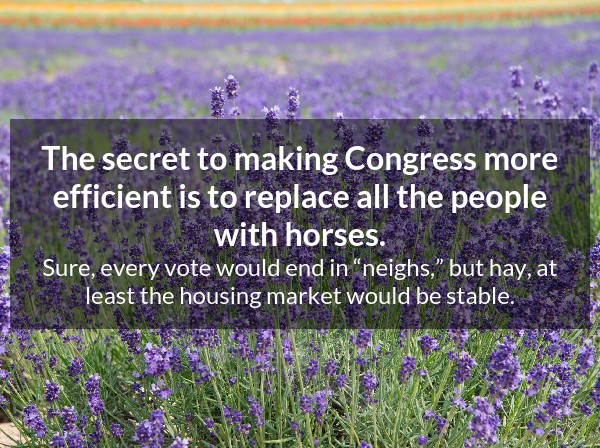 The secret to making Congress more
efficient is to replace all the people
with horses.
Sure, every vote would end in “neighs,” but hay, at
least the housing market would be stable.